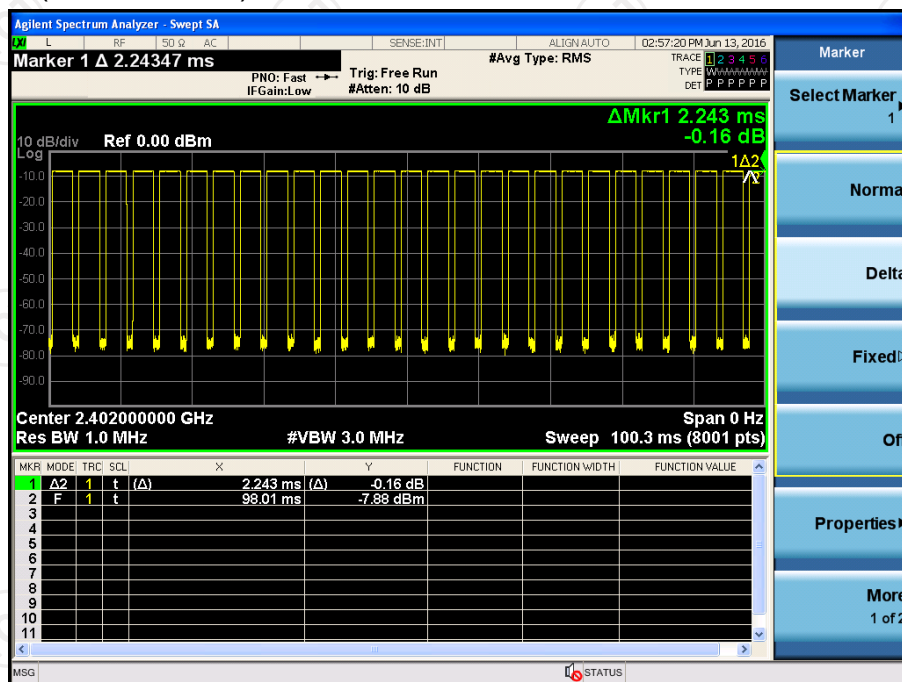 Agilent Spectrum Analyzer - Swept SA
LXI L RF 50 Ω AC SENSE:INT ALIGN AUTO 02:57:20 PM Jun 13, 2016
Marker 1 Δ 2.24347 ms
PNO: Fast
IFGain:Low
Trig: Free Run
#Atten: 10 dB
#Avg Type: RMS
TRACE 1 2 3 4 5 6
TYPE W
DET P P P P P P
ΔMkr1 2.243 ms
-0.16 dB
10 dB/div Ref 0.00 dBm
Log
1Δ2
-10.0
-20.0
-30.0
-40.0
-50.0
-60.0
-70.0
-80.0
-90.0
Center 2.402000000 GHz Span 0 Hz
Res BW 1.0 MHz #VBW 3.0 MHz Sweep 100.3 ms (8001 pts)
MKR MODE TRC SCL X Y FUNCTION FUNCTION WIDTH FUNCTION VALUE
1 Δ2 1 t (Δ) 2.243 ms (Δ) -0.16 dB
2 F 1 t 98.01 ms -7.88 dBm
3
4
5
6
7
8
9
10
11
MSG STATUS
Marker
Select Marker
1
Norma
Delta
Fixed
Of
Properties
More
1 of 2